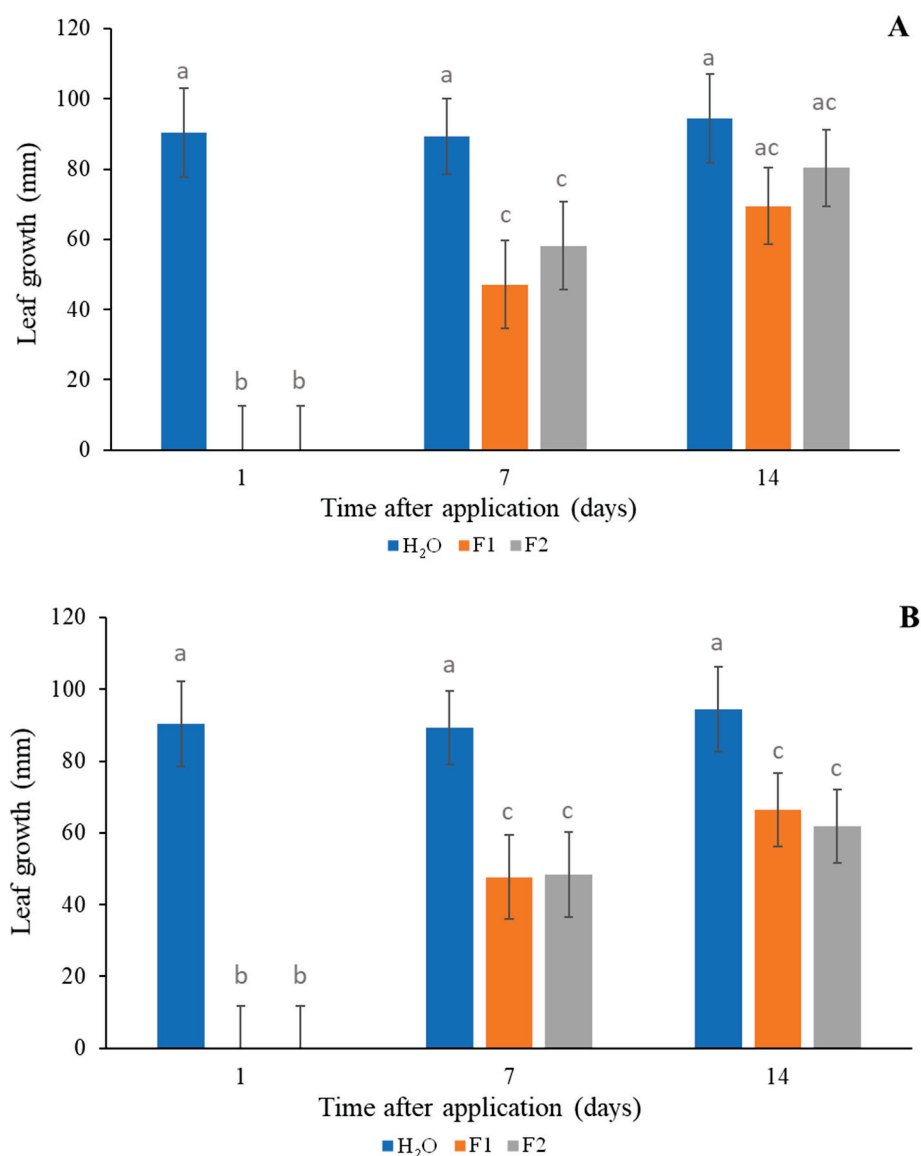 A
120
100
80
60
40
20
0
Leaf growth (mm)
a a a
b b c c ac ac
1 7 14
Time after application (days)
H₂O F1 F2
B
120
100
80
60
40
20
0
Leaf growth (mm)
a a a
b b c c c c
1 7 14
Time after application (days)
H₂O F1 F2